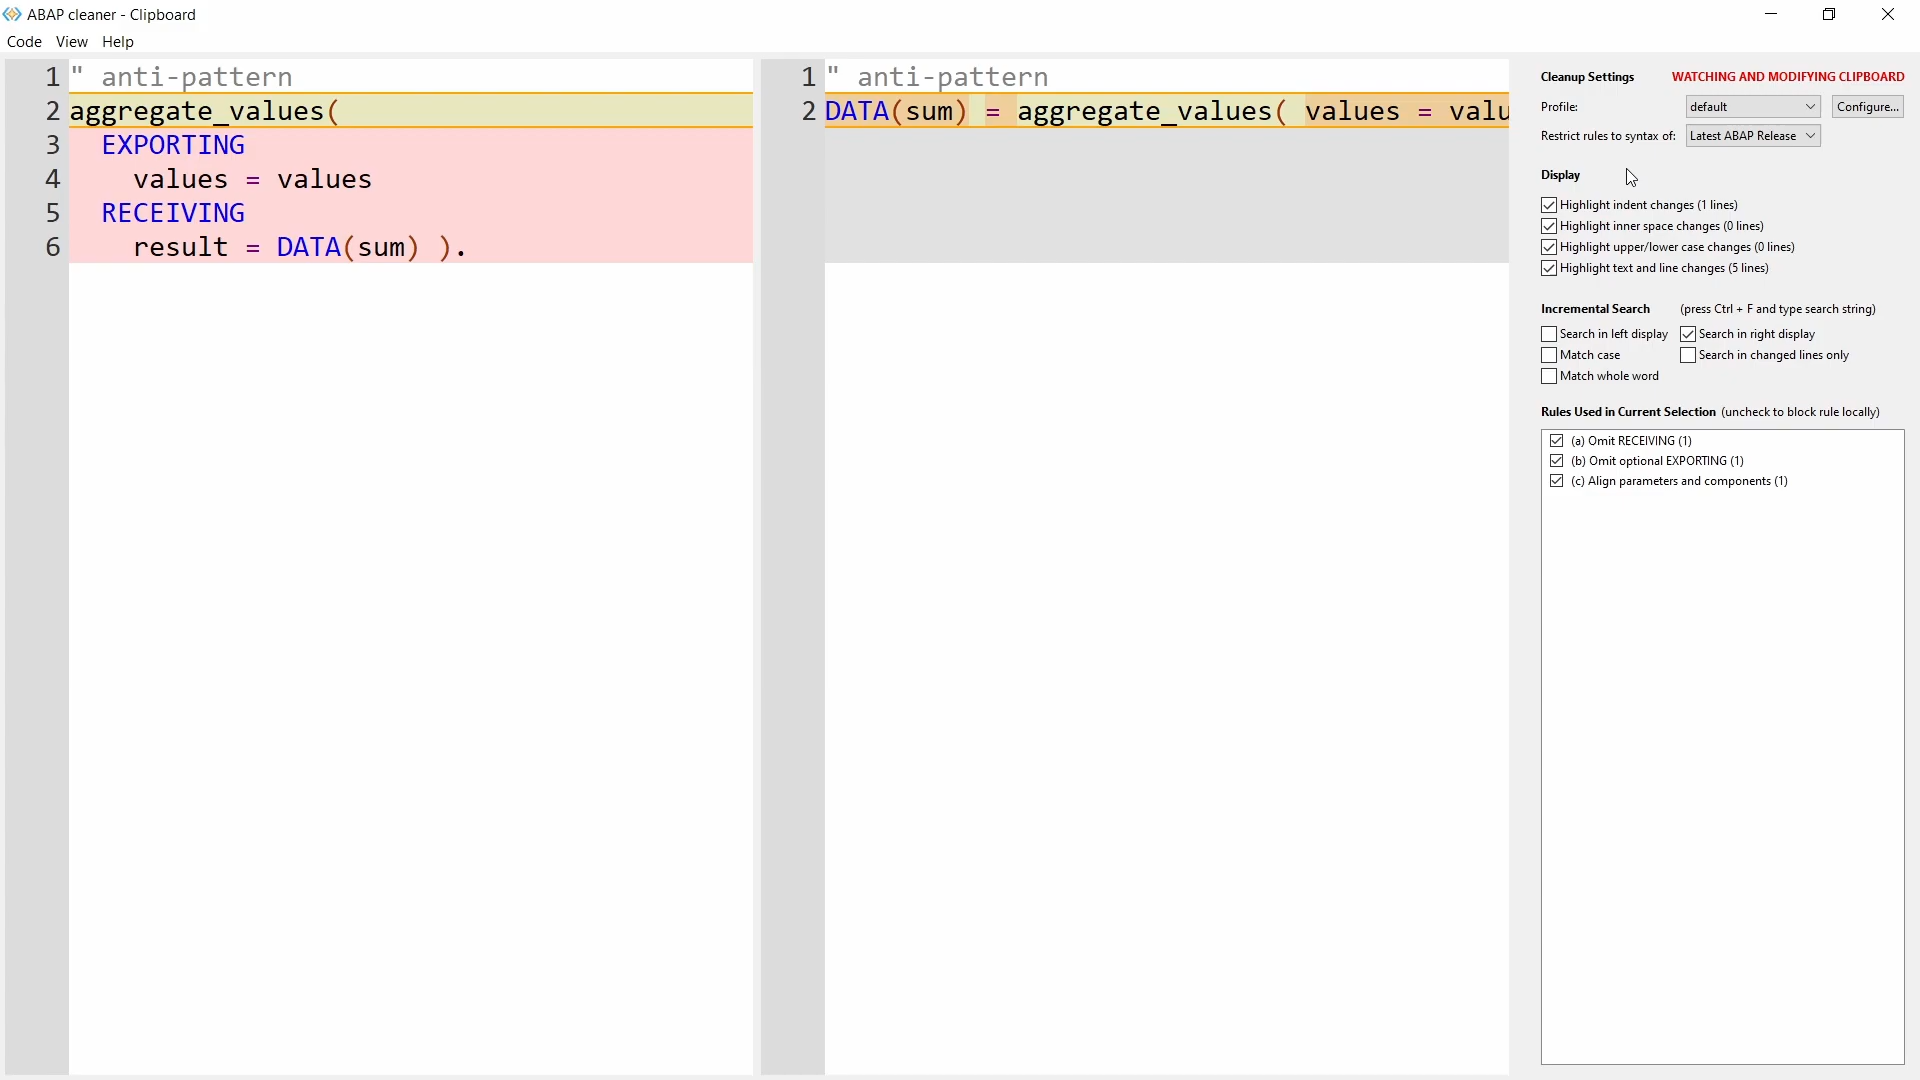 ABAP cleaner - Clipboard
Code View Help
1 " anti-pattern
2 aggregate_values(
3 EXPORTING
4 values = values
5 RECEIVING
6 result = DATA(sum) ).
1 " anti-pattern
2 DATA(sum) = aggregate_values( values = valu
Cleanup Settings WATCHING AND MODIFYING CLIPBOARD
Profile: default Configure...
Restrict rules to syntax of: Latest ABAP Release
Display
Highlight indent changes (1 lines)
Highlight inner space changes (0 lines)
Highlight upper/lower case changes (0 lines)
Highlight text and line changes (5 lines)
Incremental Search (press Ctrl + F and type search string)
Search in left display Search in right display
Match case Search in changed lines only
Match whole word
Rules Used in Current Selection (uncheck to block rule locally)
(a) Omit RECEIVING (1)
(b) Omit optional EXPORTING (1)
(c) Align parameters and components (1)